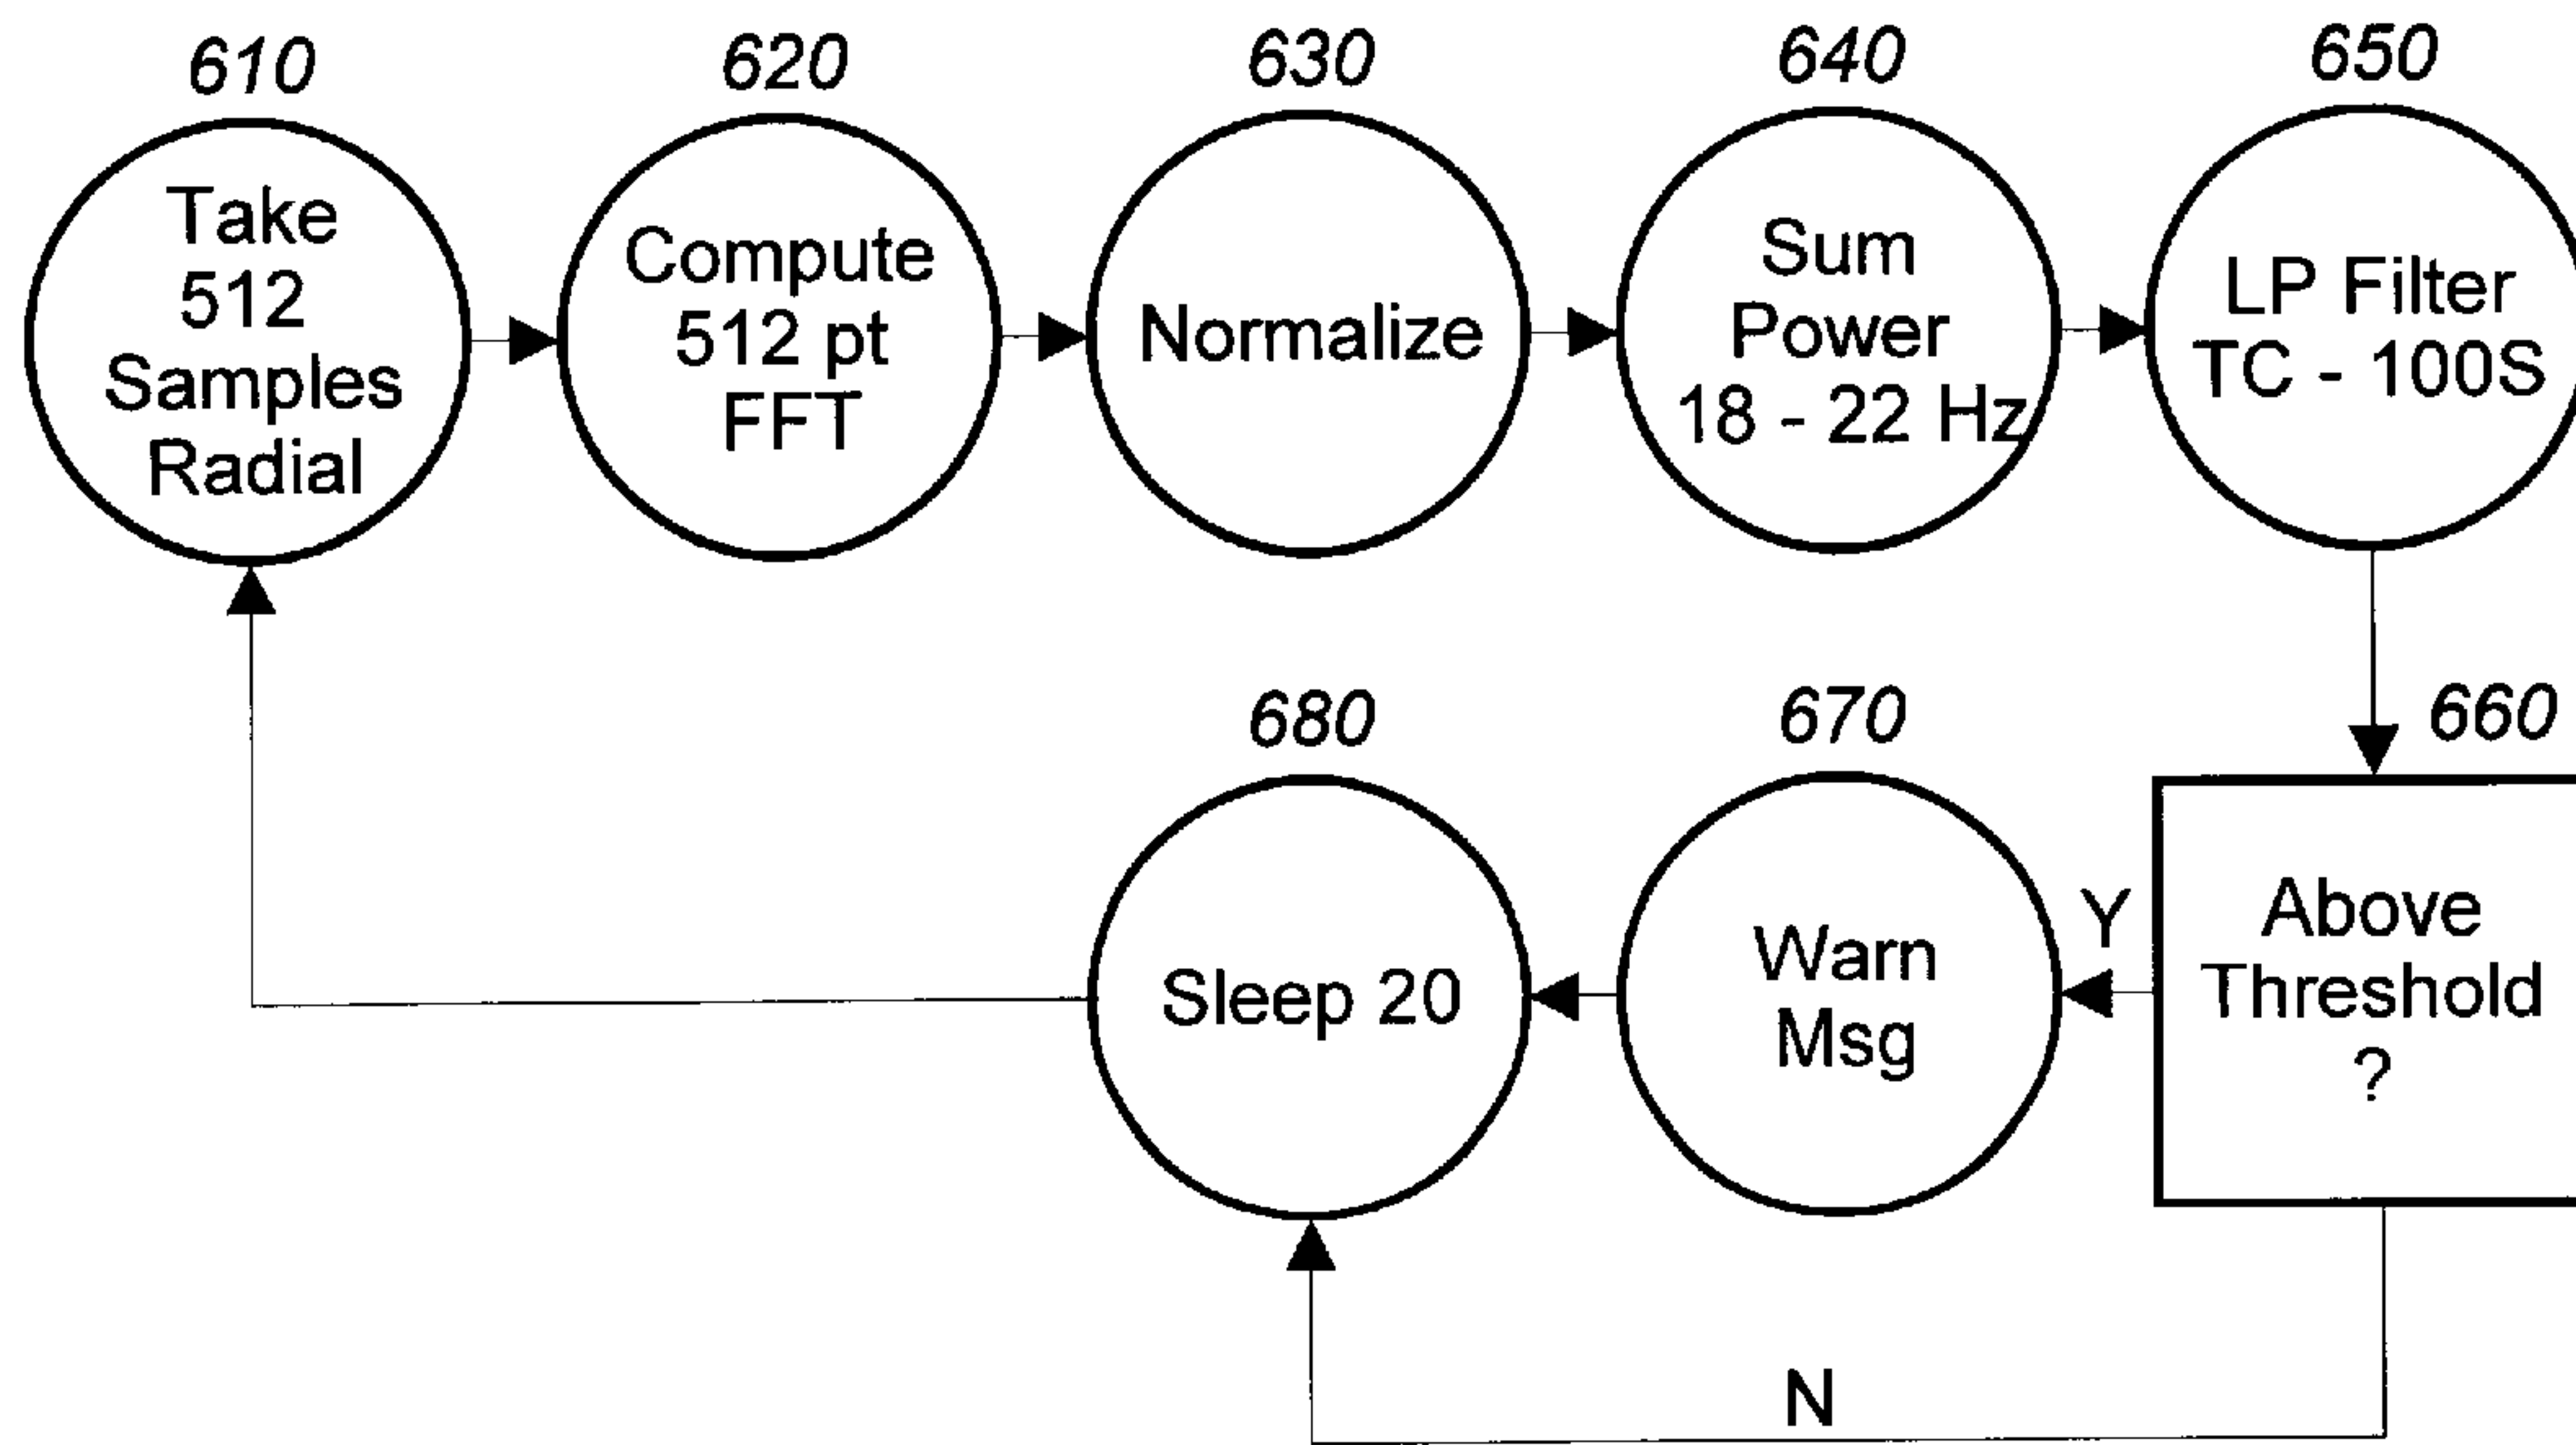 610
Take
512
Samples
Radial
620
Compute
512 pt
FFT
630
Normalize
640
Sum
Power
18 - 22 Hz
650
LP Filter
TC - 100S
660
Above
Threshold
?
Y
670
Warn
Msg
680
Sleep 20
N